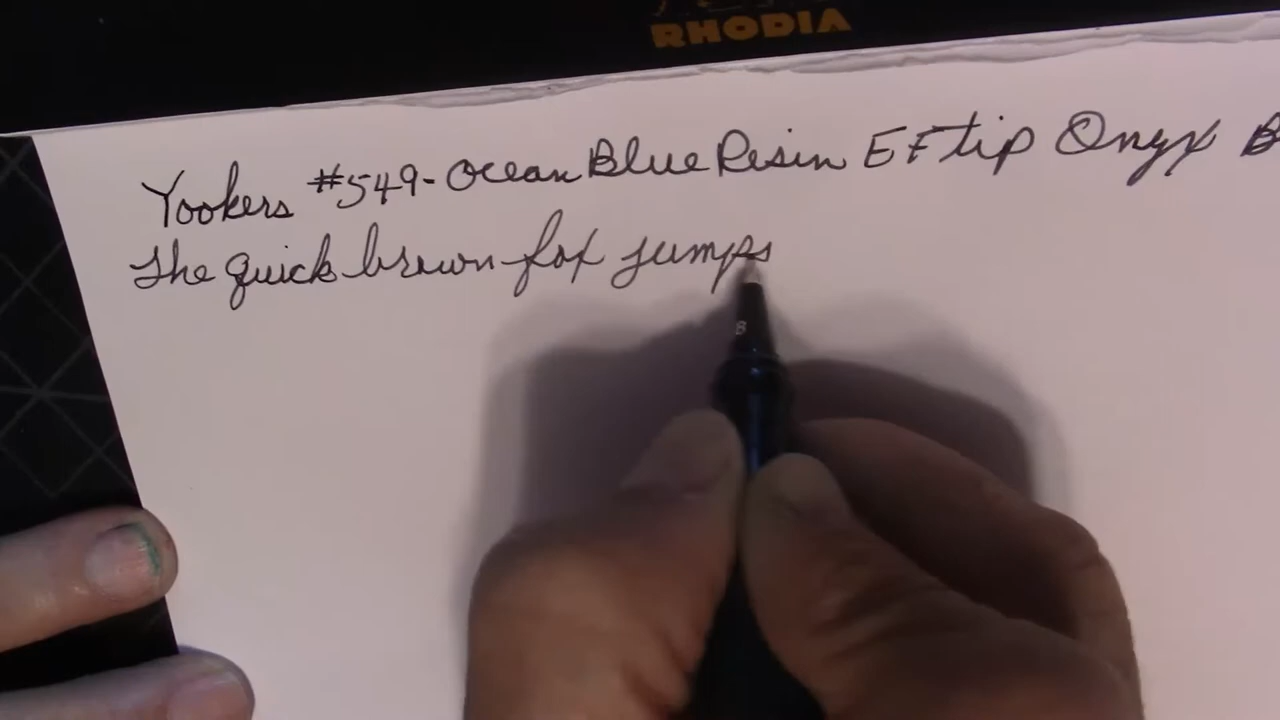 RHODIA
Yookers #549- Ocean Blue Resin EF tip Onyx B
The quick brown fox jumps
B